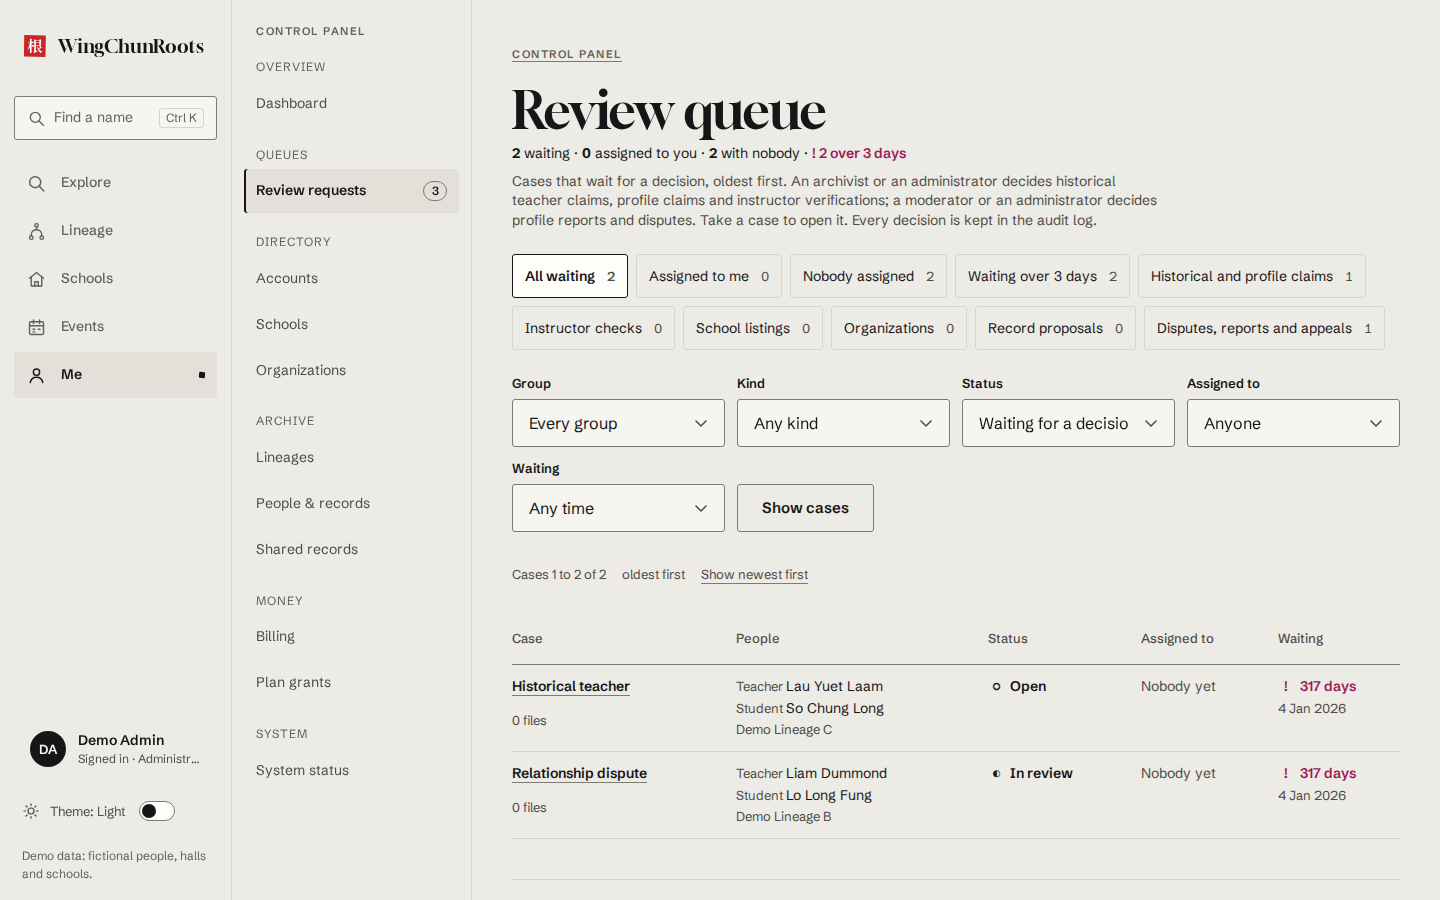 根 WingChunRoots
Find a name Ctrl K
Explore
Lineage
Schools
Events
Me
DA Demo Admin
Signed in · Administr...
Theme: Light
Demo data: fictional people, halls
and schools.
CONTROL PANEL
OVERVIEW
Dashboard
QUEUES
Review requests 3
DIRECTORY
Accounts
Schools
Organizations
ARCHIVE
Lineages
People & records
Shared records
MONEY
Billing
Plan grants
SYSTEM
System status
CONTROL PANEL
Review queue
2 waiting · 0 assigned to you · 2 with nobody · ! 2 over 3 days
Cases that wait for a decision, oldest first. An archivist or an administrator decides historical
teacher claims, profile claims and instructor verifications; a moderator or an administrator decides
profile reports and disputes. Take a case to open it. Every decision is kept in the audit log.
All waiting 2 Assigned to me 0 Nobody assigned 2 Waiting over 3 days 2 Historical and profile claims 1
Instructor checks 0 School listings 0 Organizations 0 Record proposals 0 Disputes, reports and appeals 1
Group Kind Status Assigned to
Every group Any kind Waiting for a decisio Anyone
Waiting
Any time Show cases
Cases 1 to 2 of 2 oldest first Show newest first
Case People Status Assigned to Waiting
Historical teacher Teacher Lau Yuet Laam Open Nobody yet ! 317 days
Student So Chung Long 4 Jan 2026
0 files
Demo Lineage C
Relationship dispute Teacher Liam Dummond In review Nobody yet ! 317 days
Student Lo Long Fung 4 Jan 2026
0 files
Demo Lineage B